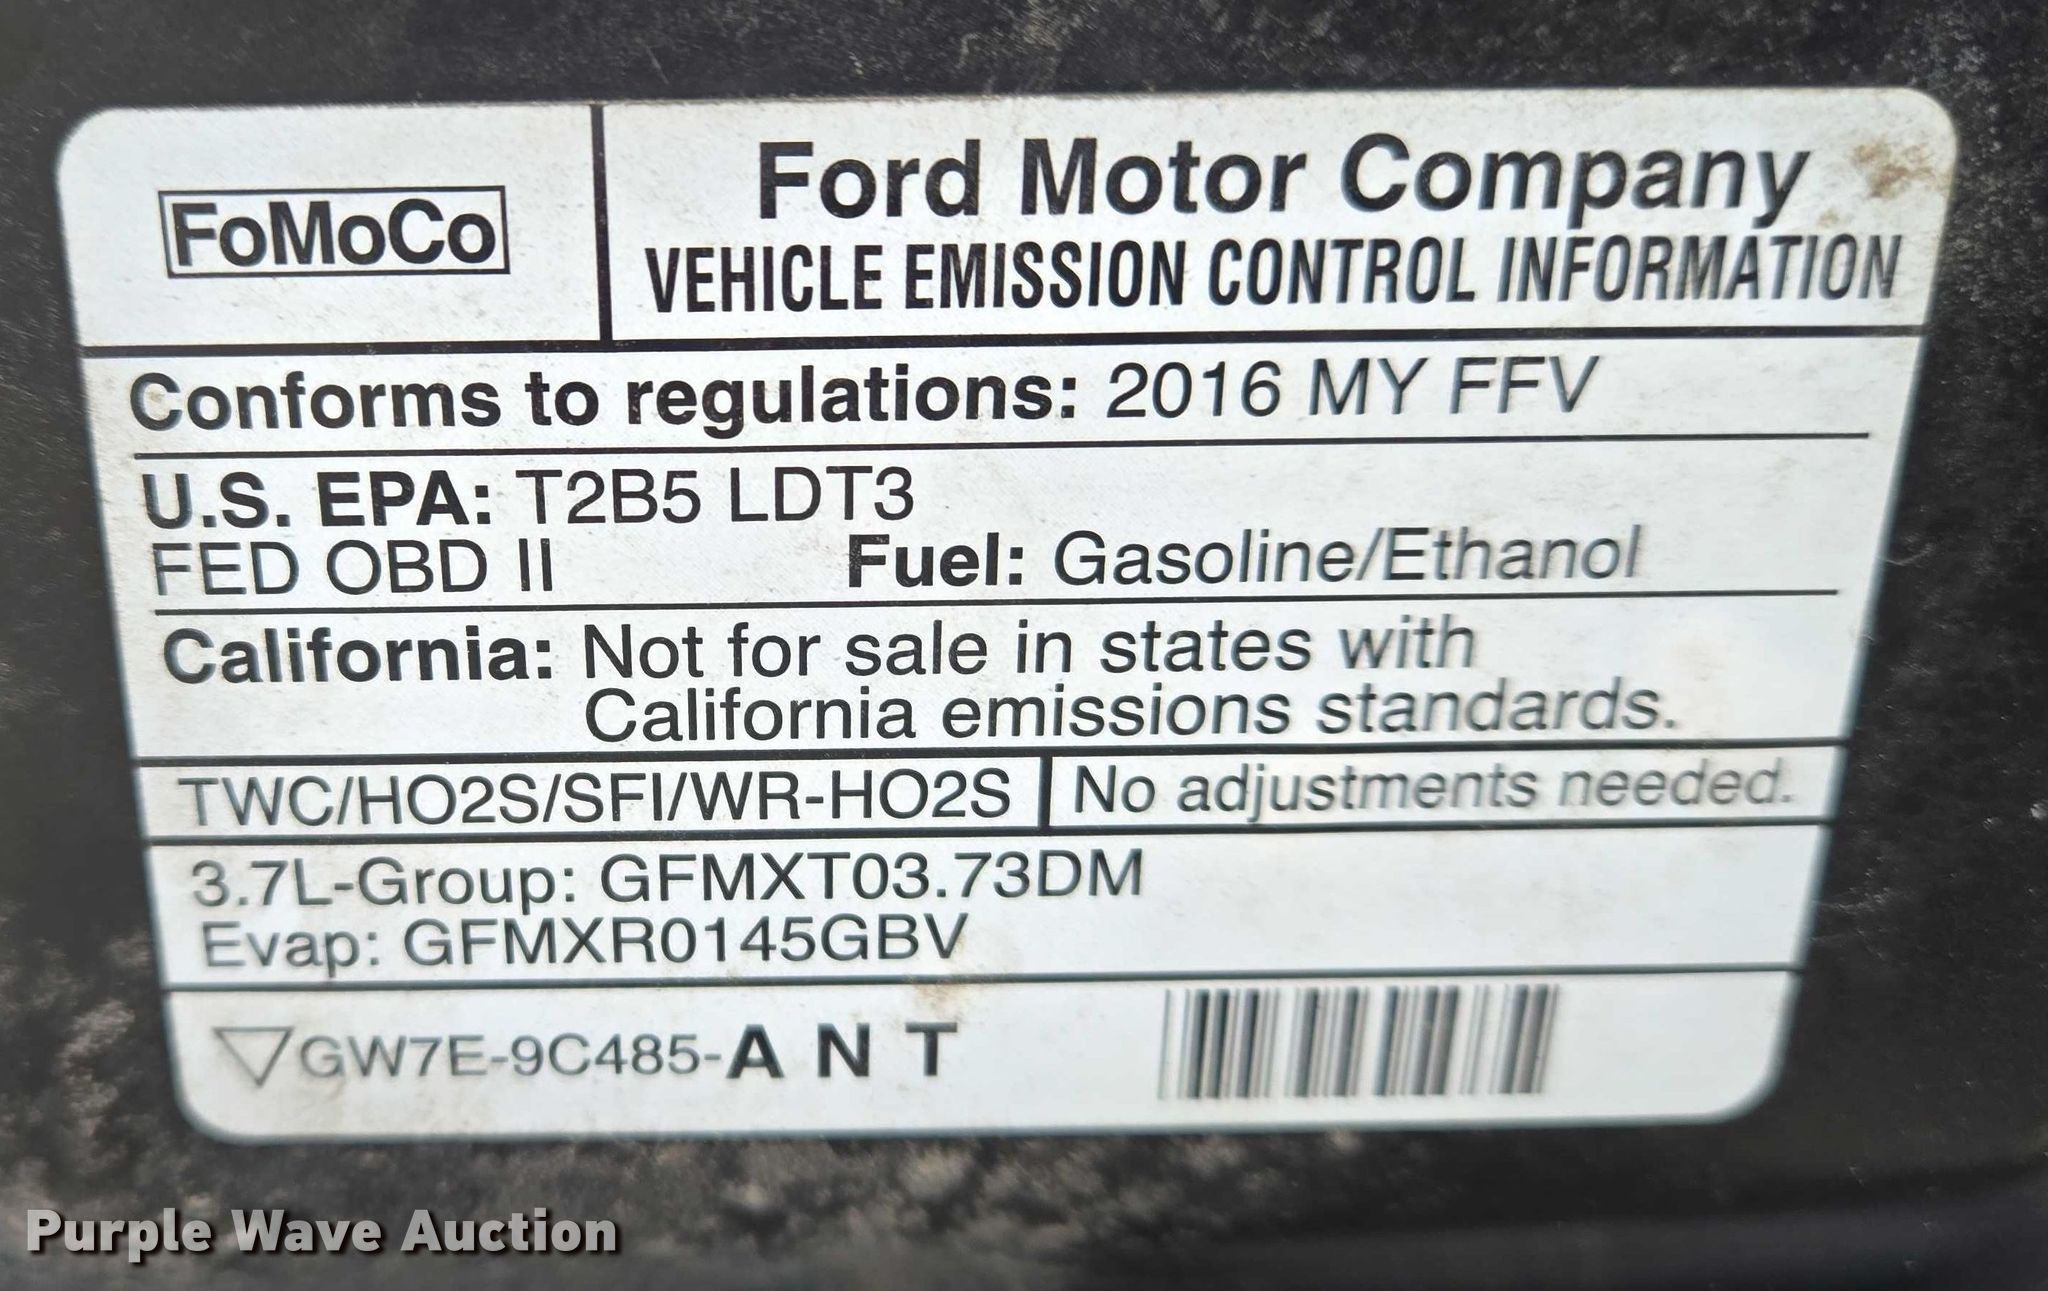 FoMoCo
Ford Motor Company
VEHICLE EMISSION CONTROL INFORMATION
Conforms to regulations: 2016 MY FFV
U.S. EPA: T2B5 LDT3
FED OBD II Fuel: Gasoline/Ethanol
California: Not for sale in states with
California emissions standards.
TWC/HO2S/SFI/WR-HO2S No adjustments needed.
3.7L-Group: GFMXT03.73DM
Evap: GFMXR0145GBV
GW7E-9C485-A N T
Purple Wave Auction